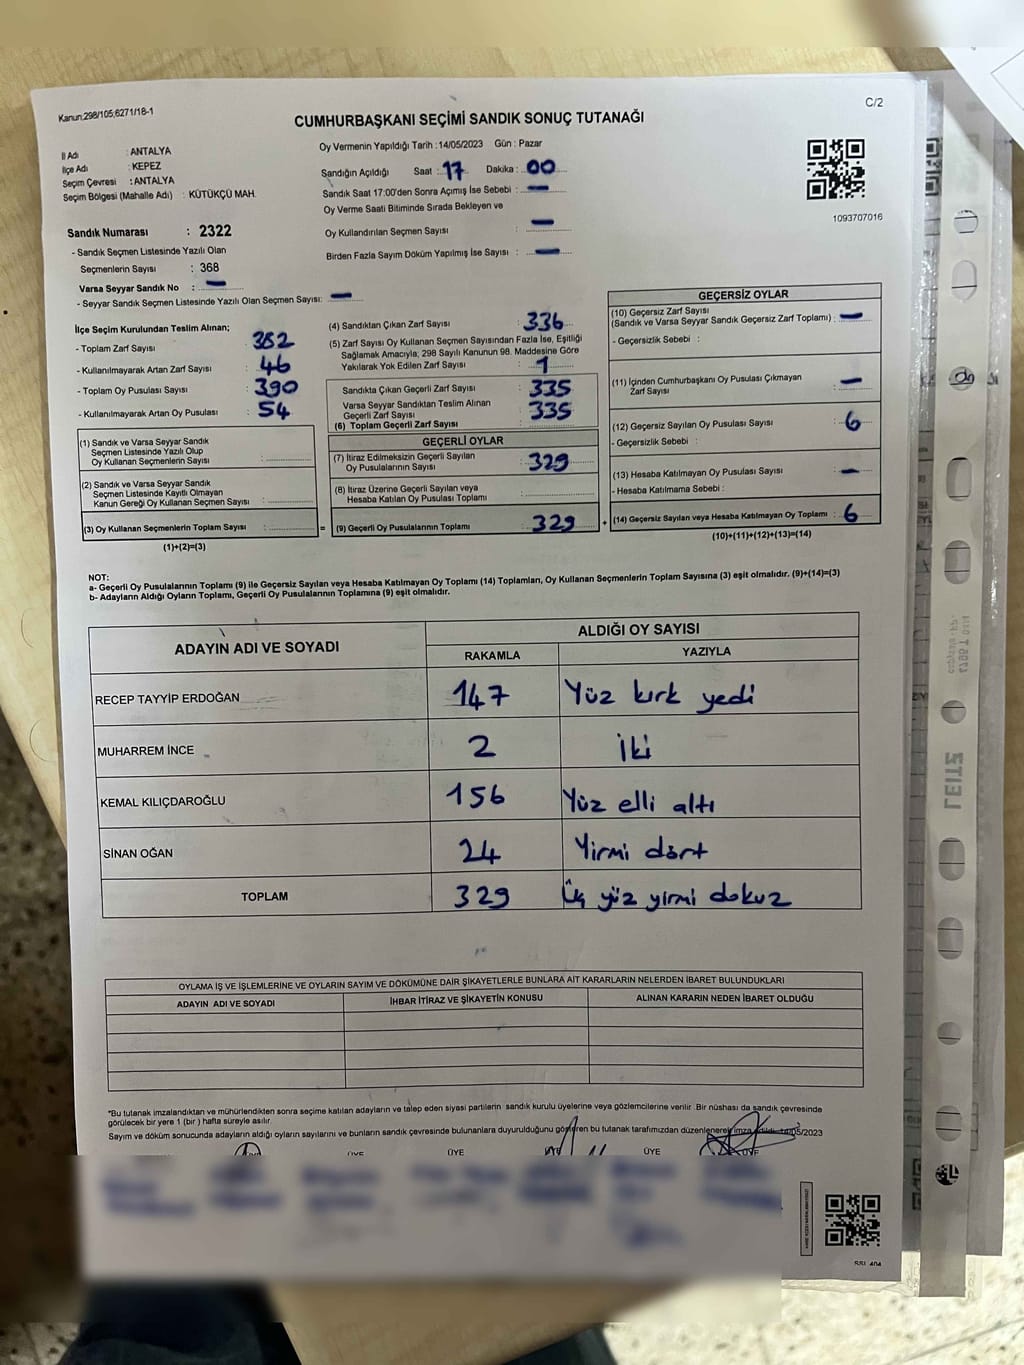 Kanun:298/105,6271/18-1
C/2
CUMHURBAŞKANI SEÇİMİ SANDIK SONUÇ TUTANAĞI
Oy Vermenin Yapıldığı Tarih :14/05/2023 Gün : Pazar
İl Adı : ANTALYA
İlçe Adı : KEPEZ
Seçim Çevresi : ANTALYA
Seçim Bölgesi (Mahalle Adı) : KÜTÜKÇÜ MAH.
Sandığın Açıldığı Saat : 17 Dakika : 00
Sandık Saat 17:00'den Sonra Açımış İse Sebebi : —
Oy Verme Saati Bitiminde Sırada Bekleyen ve
Oy Kullandırılan Seçmen Sayısı : —
Birden Fazla Sayım Döküm Yapılmış İse Sayısı : —
1093707016
Sandık Numarası : 2322
- Sandık Seçmen Listesinde Yazılı Olan
Seçmenlerin Sayısı : 368
Varsa Seyyar Sandık No : —
- Seyyar Sandık Seçmen Listesinde Yazılı Olan Seçmen Sayısı: —
İlçe Seçim Kurulundan Teslim Alınan;
- Toplam Zarf Sayısı : 382
- Kullanılmayarak Artan Zarf Sayısı : 46
- Toplam Oy Pusulası Sayısı : 390
- Kullanılmayarak Artan Oy Pusulası : 54
(1) Sandık ve Varsa Seyyar Sandık
Seçmen Listesinde Yazılı Olup
Oy Kullanan Seçmenlerin Sayısı :
(2) Sandık ve Varsa Seyyar Sandık
Seçmen Listesinde Kayıtlı Olmayan
Kanun Gereği Oy Kullanan Seçmen Sayısı :
(3) Oy Kullanan Seçmenlerin Toplam Sayısı : =
(1)+(2)=(3)
(4) Sandıktan Çıkan Zarf Sayısı : 336
(5) Zarf Sayısı Oy Kullanan Seçmen Sayısından Fazla İse, Eşitliği
Sağlamak Amacıyla; 298 Sayılı Kanunun 98. Maddesine Göre
Yakılarak Yok Edilen Zarf Sayısı : 1
Sandıkta Çıkan Geçerli Zarf Sayısı : 335
Varsa Seyyar Sandıktan Teslim Alınan
Geçerli Zarf Sayısı : 335
(6) Toplam Geçerli Zarf Sayısı :
GEÇERLİ OYLAR
(7) İtiraz Edilmeksizin Geçerli Sayılan
Oy Pusulalarının Sayısı : 329
(8) İtiraz Üzerine Geçerli Sayılan veya
Hesaba Katılan Oy Pusulası Toplamı :
(9) Geçerli Oy Pusulalarının Toplamı : 329 +
GEÇERSİZ OYLAR
(10) Geçersiz Zarf Sayısı
(Sandık ve Varsa Seyyar Sandık Geçersiz Zarf Toplamı) : —
- Geçersizlik Sebebi :
(11) İçinden Cumhurbaşkanı Oy Pusulası Çıkmayan
Zarf Sayısı : —
(12) Geçersiz Sayılan Oy Pusulası Sayısı : 6
- Geçersizlik Sebebi :
(13) Hesaba Katılmayan Oy Pusulası Sayısı : —
- Hesaba Katılmama Sebebi :
(14) Geçersiz Sayılan veya Hesaba Katılmayan Oy Toplamı : 6
(10)+(11)+(12)+(13)=(14)
NOT:
a- Geçerli Oy Pusulalarının Toplamı (9) ile Geçersiz Sayılan veya Hesaba Katılmayan Oy Toplamı (14) Toplamları, Oy Kullanan Seçmenlerin Toplam Sayısına (3) eşit olmalıdır. (9)+(14)=(3)
b- Adayların Aldığı Oyların Toplamı, Geçerli Oy Pusulalarının Toplamına (9) eşit olmalıdır.
ADAYIN ADI VE SOYADI
ALDIĞI OY SAYISI
RAKAMLA YAZIYLA
RECEP TAYYİP ERDOĞAN 147 Yüz kırk yedi
MUHARREM İNCE 2 İki
KEMAL KILIÇDAROĞLU 156 Yüz elli altı
SİNAN OĞAN 24 Yirmi dört
TOPLAM 329 Üç yüz yirmi dokuz
OYLAMA İŞ VE İŞLEMLERİNE VE OYLARIN SAYIM VE DÖKÜMÜNE DAİR ŞİKAYETLERLE BUNLARA AİT KARARLARIN NELERDEN İBARET BULUNDUKLARI
ADAYIN ADI VE SOYADI İHBAR İTİRAZ VE ŞİKAYETİN KONUSU ALINAN KARARIN NEDEN İBARET OLDUĞU
*Bu tutanak imzalandıktan ve mühürlendikten sonra seçime katılan adayların ve talep eden siyasi partilerin sandık kurulu üyelerine veya gözlemcilerine verilir. Bir nüshası da sandık çevresinde
görülecek bir yere 1 (bir) hafta süreyle asılır.
Sayım ve döküm sonucunda adayların aldığı oyların sayılarını ve bunların sandık çevresinde bulunanlara duyurulduğunu gösteren bu tutanak tarafımızdan düzenlenerek imza edildi. 14/05/2023
ÜYE ÜYE ÜYE ÜYE ÜYE
LEITZ